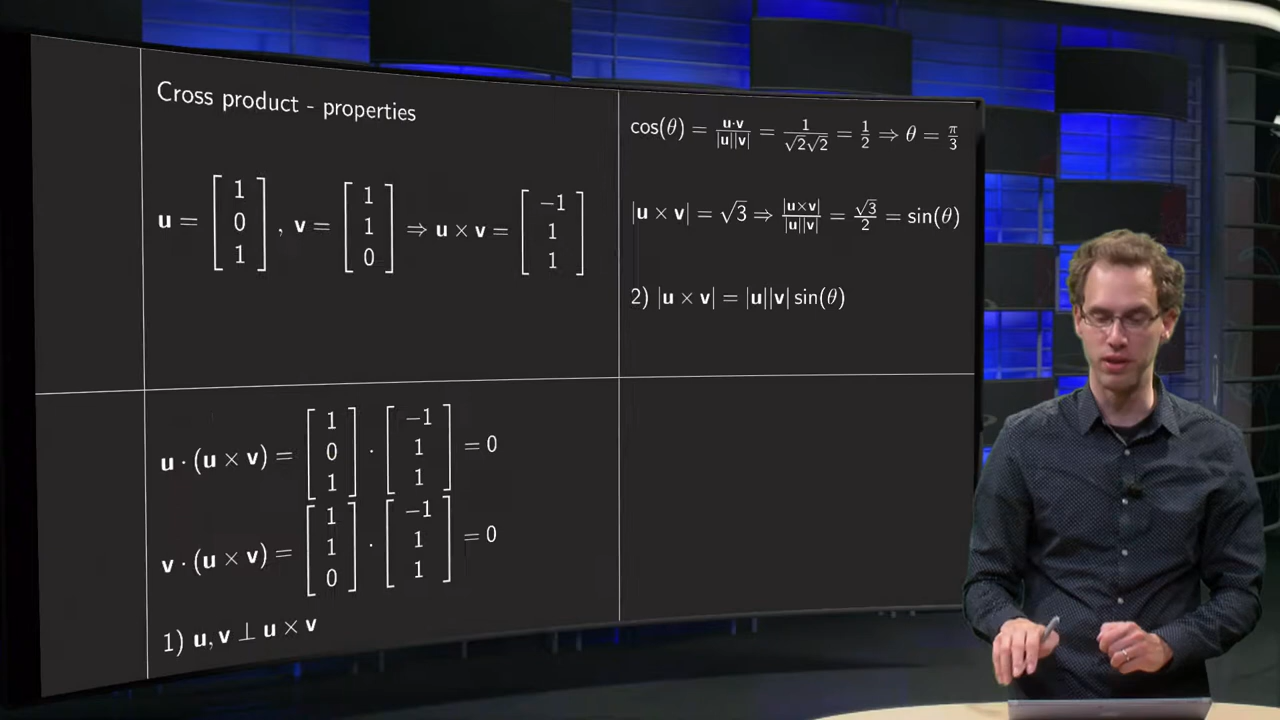 Cross product - properties
u = [1 0 1], v = [1 1 0] ⇒ u × v = [-1 1 1]
u · (u × v) = [1 0 1] · [-1 1 1] = 0
v · (u × v) = [1 1 0] · [-1 1 1] = 0
1) u, v ⊥ u × v
cos(θ) = u·v / |u||v| = 1 / √2√2 = 1/2 ⇒ θ = π/3
|u × v| = √3 ⇒ |u×v| / |u||v| = √3/2 = sin(θ)
2) |u × v| = |u||v| sin(θ)